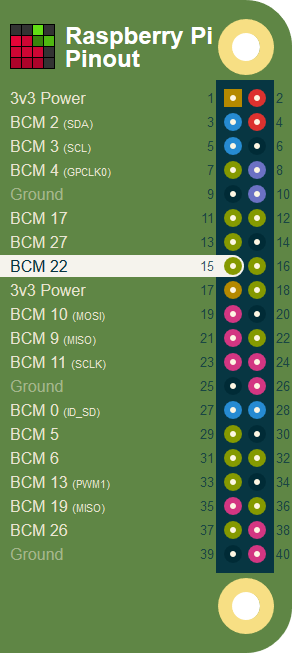 Raspberry Pi
Pinout
3v3 Power 1 2
BCM 2 (SDA) 3 4
BCM 3 (SCL) 5 6
BCM 4 (GPCLK0) 7 8
Ground 9 10
BCM 17 11 12
BCM 27 13 14
BCM 22 15 16
3v3 Power 17 18
BCM 10 (MOSI) 19 20
BCM 9 (MISO) 21 22
BCM 11 (SCLK) 23 24
Ground 25 26
BCM 0 (ID_SD) 27 28
BCM 5 29 30
BCM 6 31 32
BCM 13 (PWM1) 33 34
BCM 19 (MISO) 35 36
BCM 26 37 38
Ground 39 40